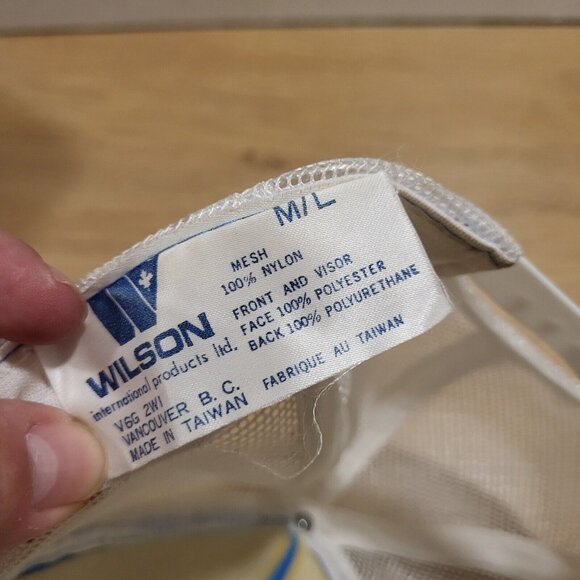 M/L
MESH
100% NYLON
FRONT AND VISOR
FACE 100% POLYESTER
BACK 100% POLYURETHANE
WILSON
international products ltd.
V6G 2W1
VANCOUVER B. C.
MADE IN TAIWAN FABRIQUE AU TAIWAN